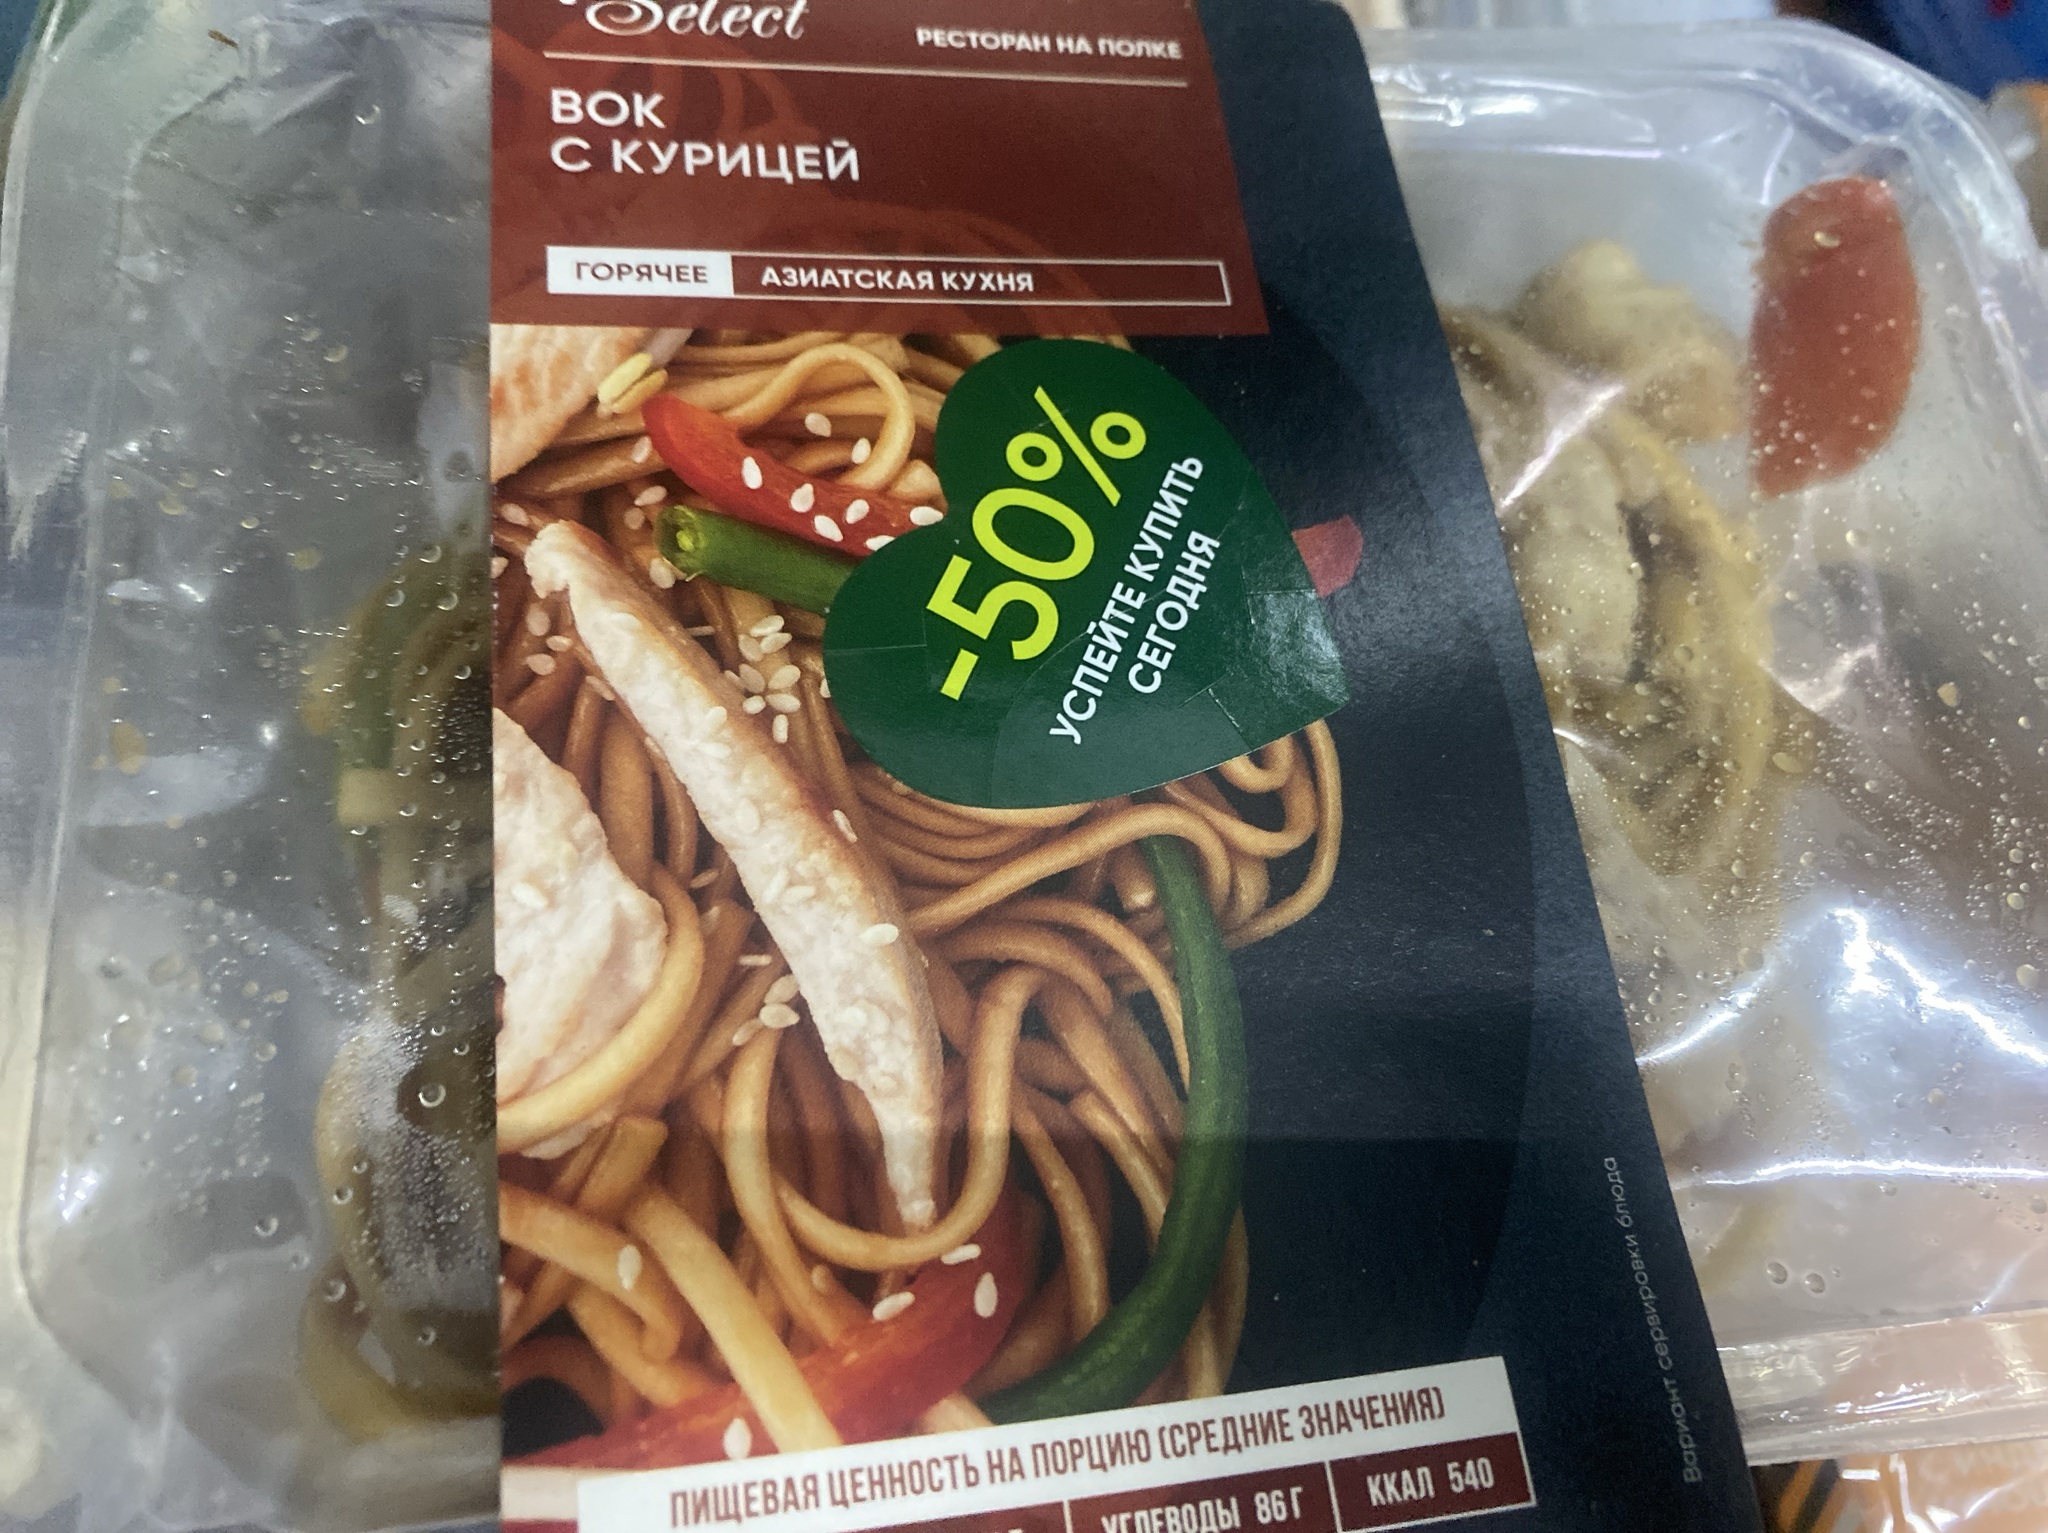 Select
РЕСТОРАН НА ПОЛКЕ
ВОК
С КУРИЦЕЙ
ГОРЯЧЕЕ АЗИАТСКАЯ КУХНЯ
-50%
УСПЕЙТЕ КУПИТЬ
СЕГОДНЯ
Вариант сервировки блюда
ПИЩЕВАЯ ЦЕННОСТЬ НА ПОРЦИЮ (СРЕДНИЕ ЗНАЧЕНИЯ)
УГЛЕВОДЫ 86 Г ККАЛ 540